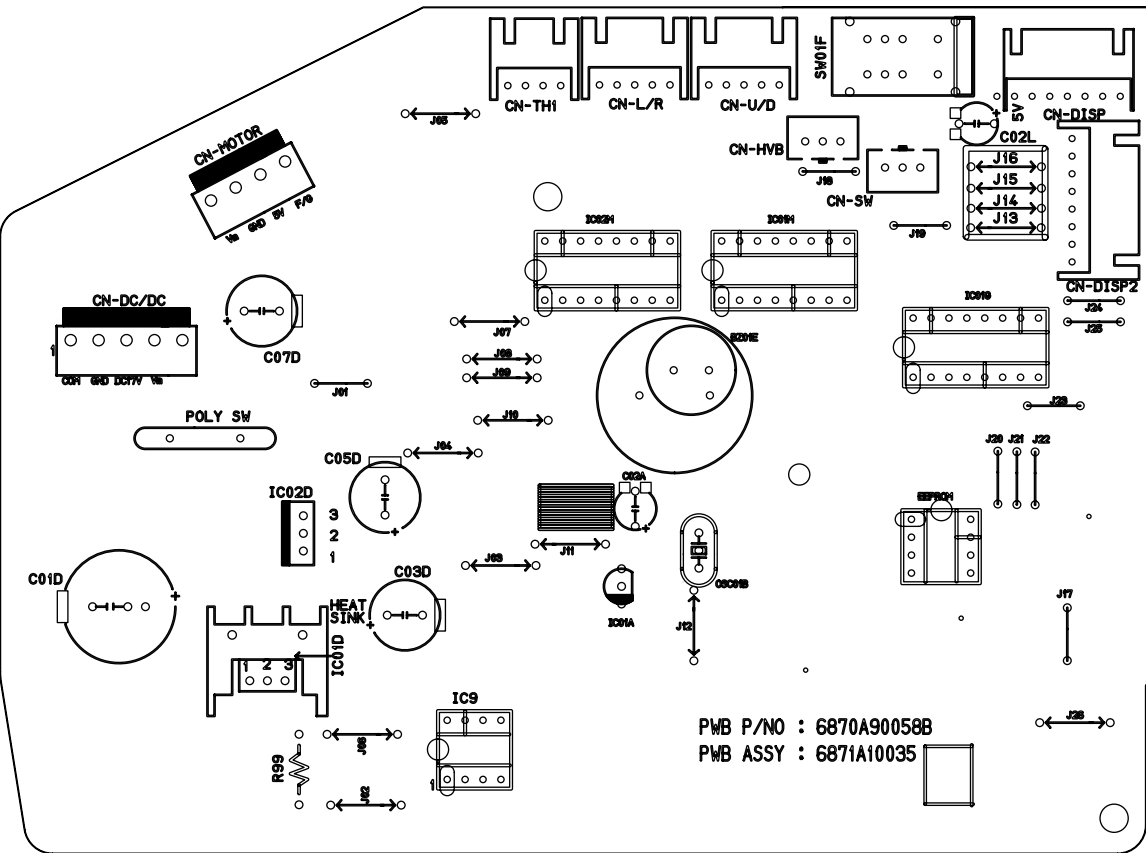 CN-TH1
CN-L/R
CN-U/D
SW01F
5V
CN-DISP
C02L
J05
CN-MOTOR
Vm GND 5V F/G
CN-HVB
J18
CN-SW
J19
J16
J15
J14
J13
CN-DISP2
J24
J25
IC02M
IC01M
IC01G
CN-DC/DC
1
COM GND DC17V Vm
C07D
J01
J07
J08
J09
J10
BZ01E
POLY SW
J04
J23
J20 J21 J22
C05D
IC02D
3
2
1
C02A
J11
J03
EEPROM
OSC01B
C01D
C03D
HEAT
SINK
IC01D
1 2 3
IC01A
J12
J17
IC9
1
J06
R99
J02
J26
PWB P/NO : 6870A90058B
PWB ASSY : 6871A10035